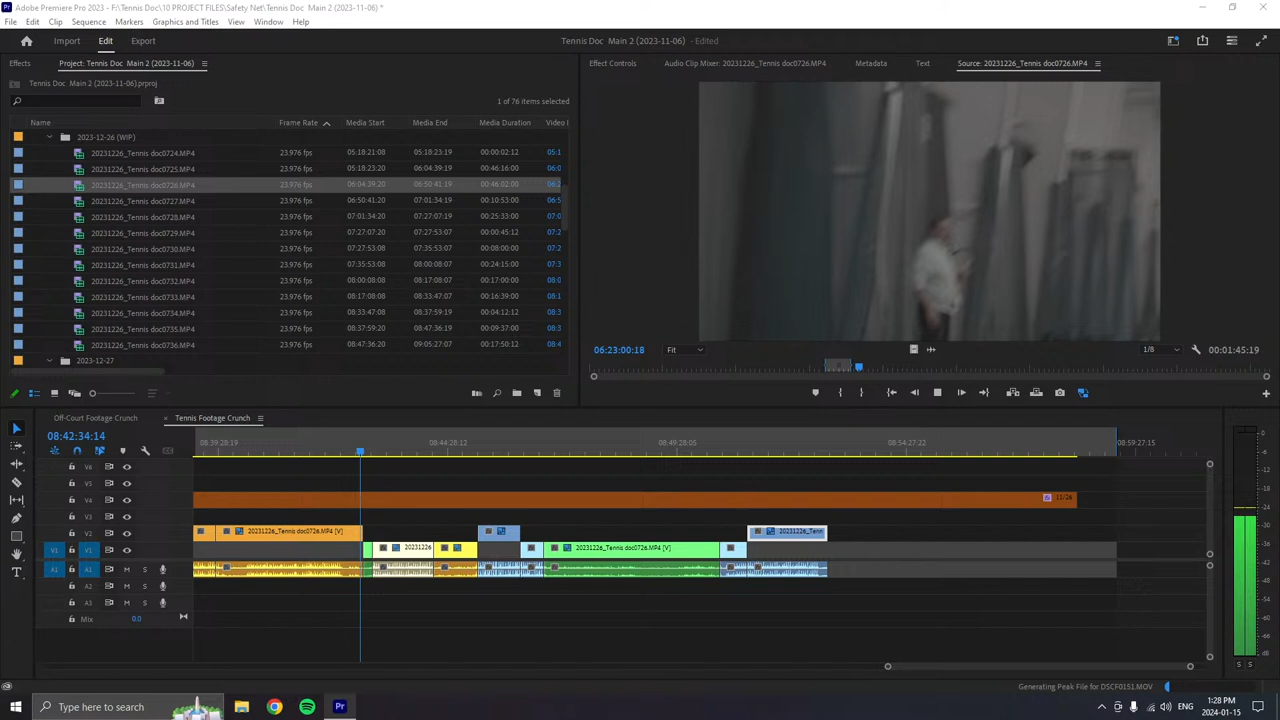 Adobe Premiere Pro 2023 - F:\Tennis Doc\10 PROJECT FILES\Safety Net\Tennis Doc  Main 2 (2023-11-06) *
File Edit Clip Sequence Markers Graphics and Titles View Window Help
Import Edit Export Tennis Doc  Main 2 (2023-11-06) - Edited
Effects Project: Tennis Doc  Main 2 (2023-11-06) Effect Controls Audio Clip Mixer: 20231226_Tennis doc0726.MP4 Metadata Text Source: 20231226_Tennis doc0726.MP4
Tennis Doc  Main 2 (2023-11-06).prproj
1 of 76 items selected
Name Frame Rate Media Start Media End Media Duration Video I
2023-12-26 (WIP)
20231226_Tennis doc0724.MP4 23.976 fps 05:18:21:08 05:18:23:19 00:00:02:12 05:1
20231226_Tennis doc0725.MP4 23.976 fps 05:18:23:20 06:04:39:19 00:46:16:00 06:0
20231226_Tennis doc0726.MP4 23.976 fps 06:04:39:20 06:50:41:19 00:46:02:00 06:2
20231226_Tennis doc0727.MP4 23.976 fps 06:50:41:20 07:01:34:19 00:10:53:00 06:5
20231226_Tennis doc0728.MP4 23.976 fps 07:01:34:20 07:27:07:19 00:25:33:00 07:0
20231226_Tennis doc0729.MP4 23.976 fps 07:27:07:20 07:27:53:07 00:00:45:12 07:2
20231226_Tennis doc0730.MP4 23.976 fps 07:27:53:08 07:35:53:07 00:08:00:00 07:2
20231226_Tennis doc0731.MP4 23.976 fps 07:35:53:08 08:00:08:07 00:24:15:00 07:3
20231226_Tennis doc0732.MP4 23.976 fps 08:00:08:08 08:17:08:07 00:17:00:00 08:0
20231226_Tennis doc0733.MP4 23.976 fps 08:17:08:08 08:33:47:07 00:16:39:00 08:1
20231226_Tennis doc0734.MP4 23.976 fps 08:33:47:08 08:37:59:19 00:04:12:12 08:3
20231226_Tennis doc0735.MP4 23.976 fps 08:37:59:20 08:47:36:19 00:09:37:00 08:3
20231226_Tennis doc0736.MP4 23.976 fps 08:47:36:20 09:05:27:07 00:17:50:12 08:4
2023-12-27
06:23:00:18 Fit 1/8 00:01:45:19
Off-Court Footage Crunch × Tennis Footage Crunch
08:42:34:14
08:39:28:19 08:44:28:12 08:49:28:05 08:54:27:22 08:59:27:15
V6
V5
V4 fx 11/26
V3
V2 20231226_Tennis doc0726.MP4 [V] 20231226_Tenn
V1 V1 20231226 20231226_Tennis doc0726.MP4 [V]
A1 A1 M S
A2 M S
A3 M S
Mix 0.0
0
-6
-12
-18
-24
-30
-36
-42
-48
-54
dB
S S
Generating Peak File for DSCF0151.MOV
Type here to search Pr ENG 1:28 PM
2024-01-15